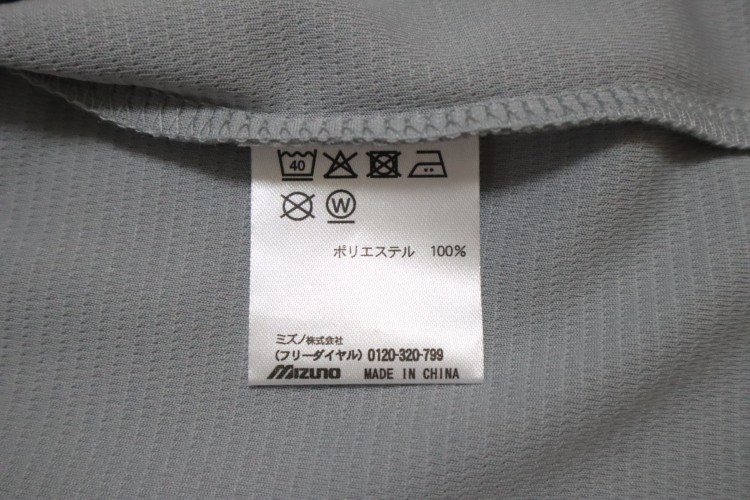 40
W
ポリエステル 100%
ミズノ株式会社
(フリーダイヤル) 0120-320-799
MIZUNO MADE IN CHINA